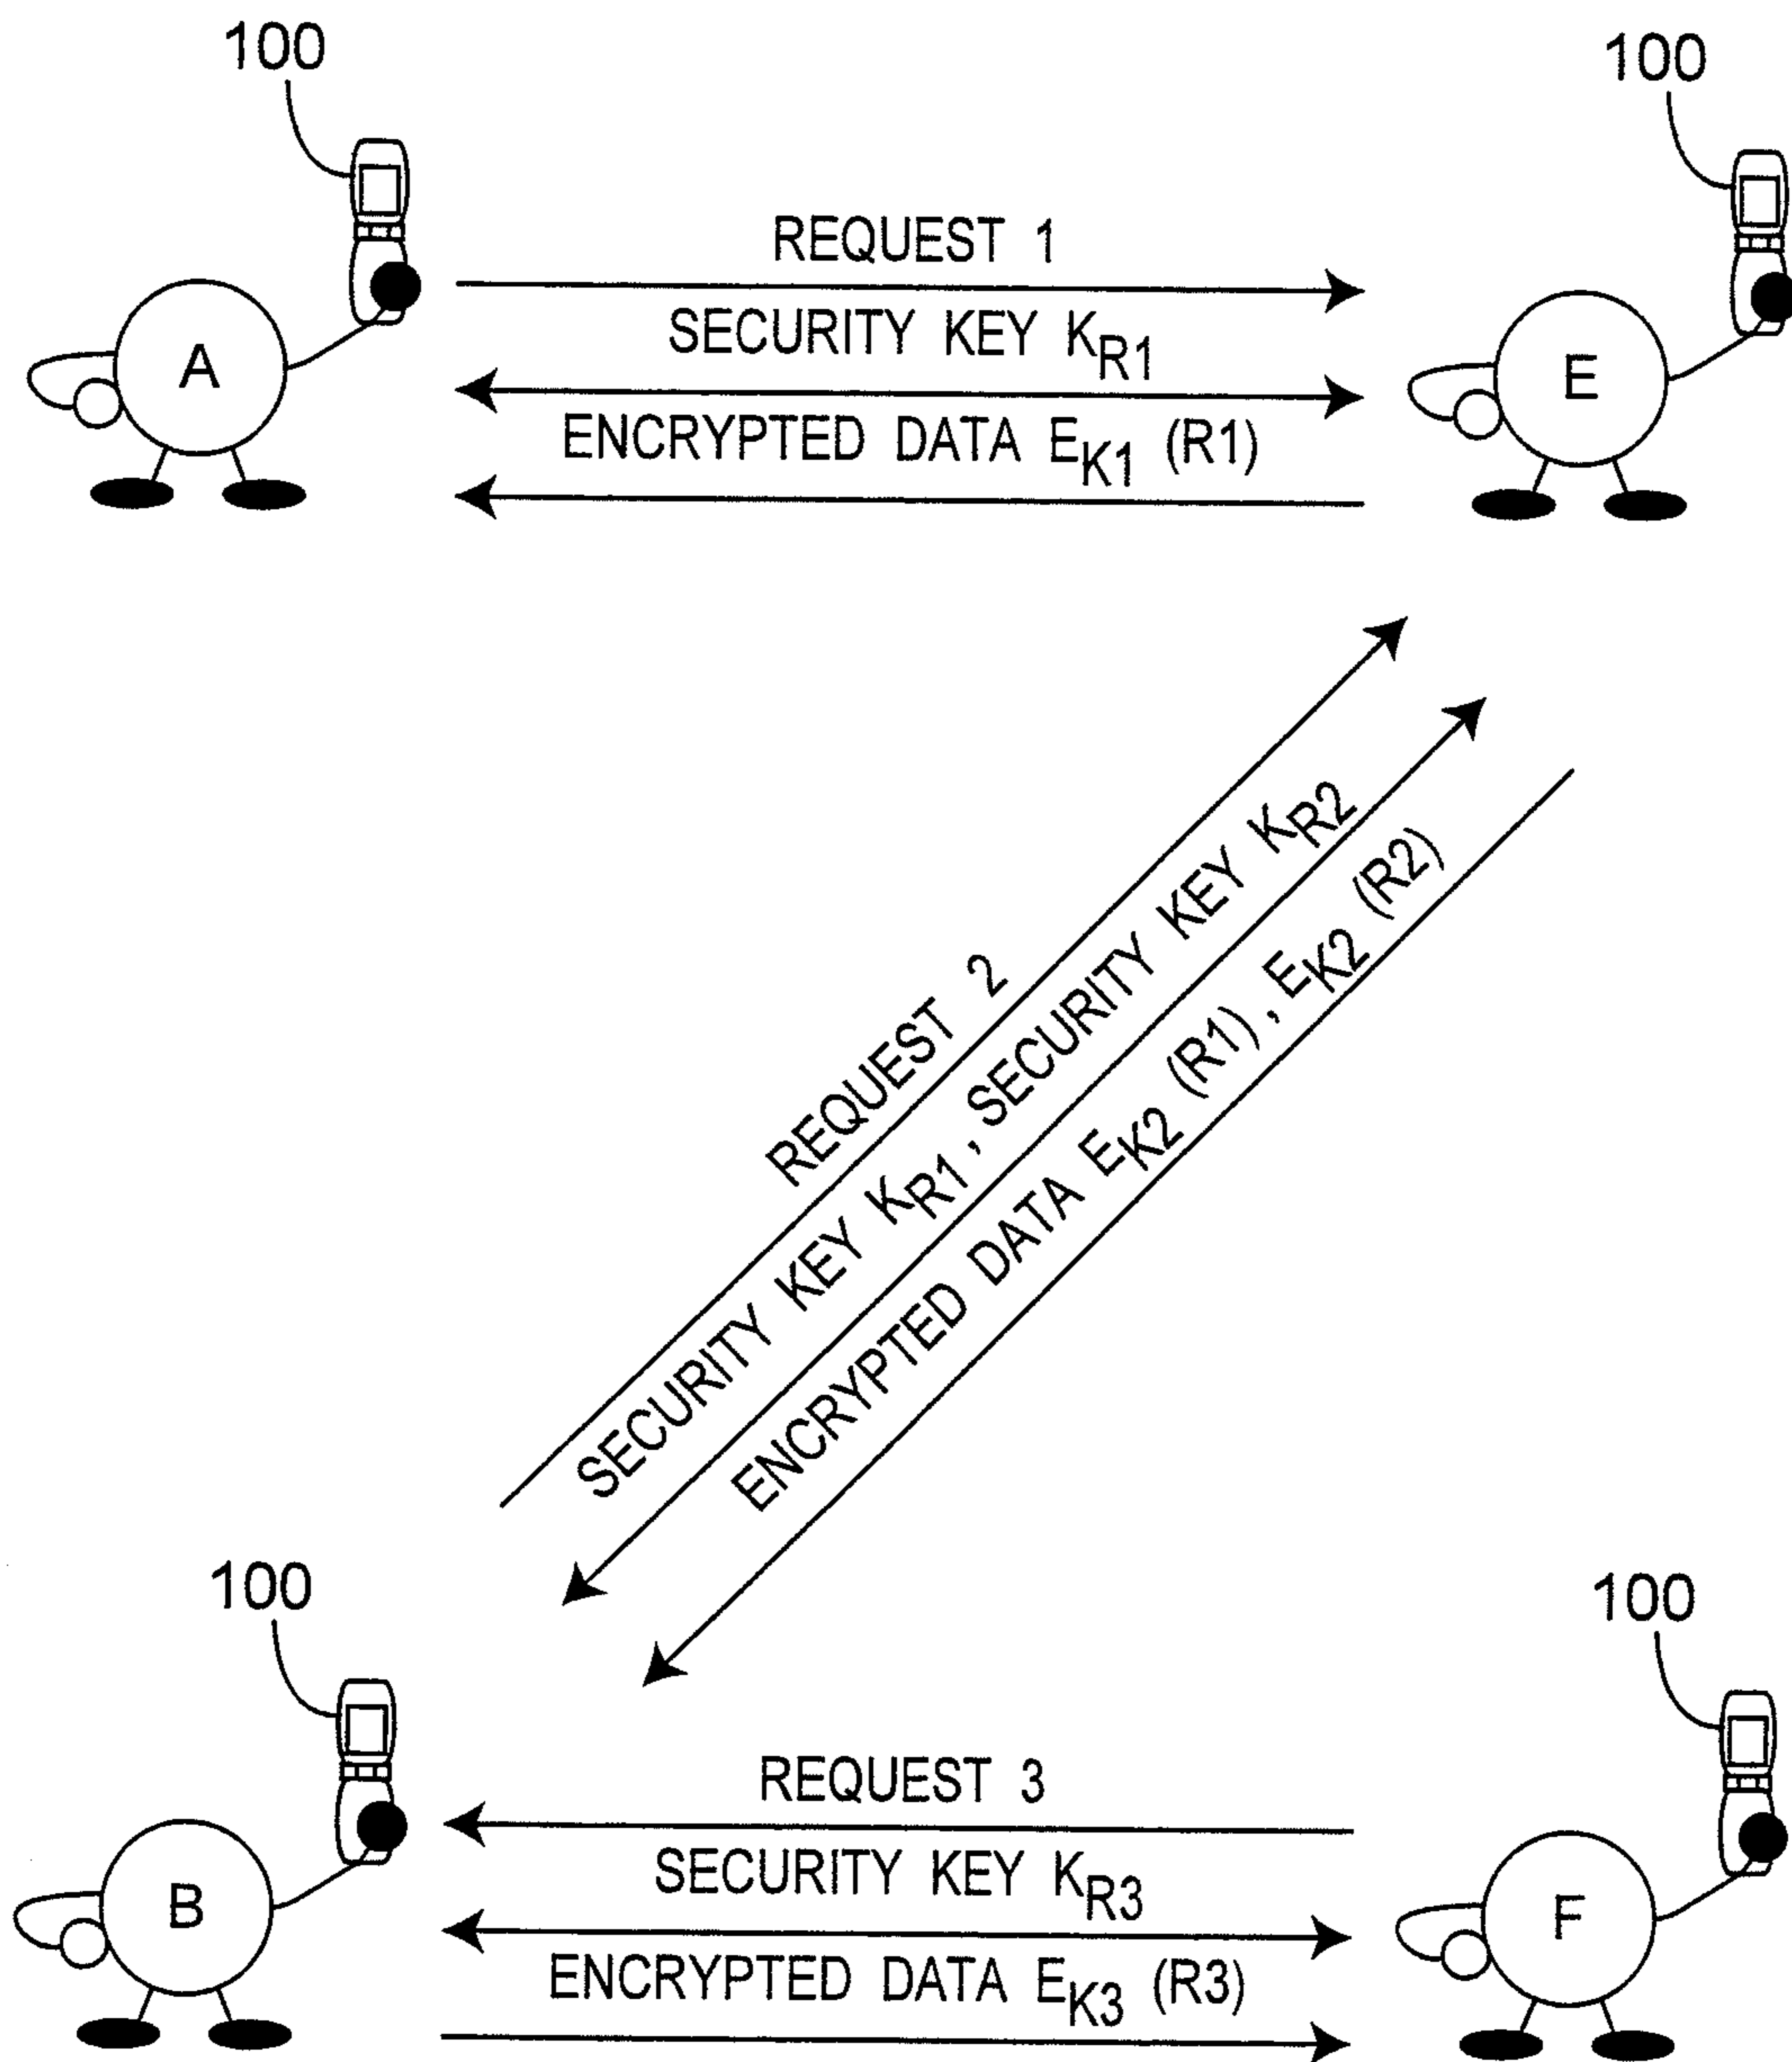 100
100
REQUEST 1
SECURITY KEY KR1
A
E
ENCRYPTED DATA EK1 (R1)
REQUEST 2
SECURITY KEY KR1, SECURITY KEY KR2
ENCRYPTED DATA EK2 (R1), EK2 (R2)
100
100
REQUEST 3
SECURITY KEY KR3
B
F
ENCRYPTED DATA EK3 (R3)